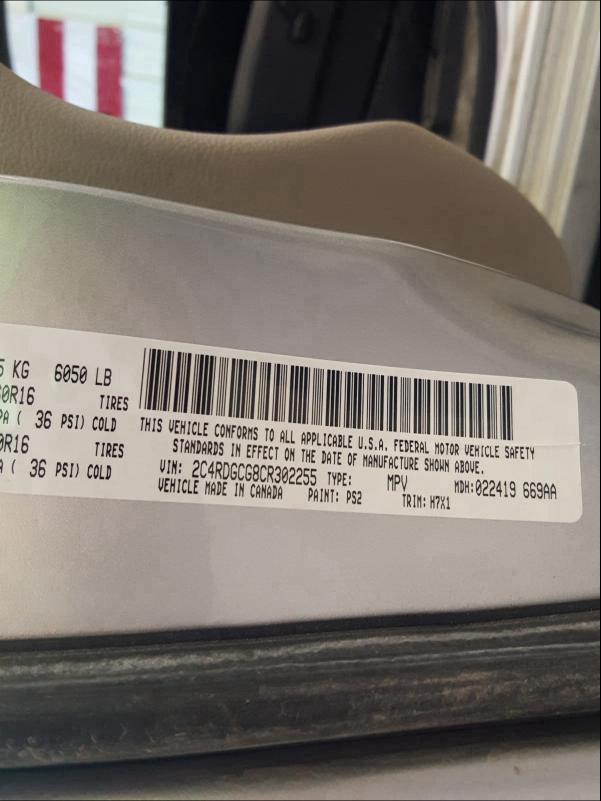 5 KG 6050 LB
60R16 TIRES
PA ( 36 PSI) COLD
0R16 TIRES
A ( 36 PSI) COLD
THIS VEHICLE CONFORMS TO ALL APPLICABLE U.S.A. FEDERAL MOTOR VEHICLE SAFETY
STANDARDS IN EFFECT ON THE DATE OF MANUFACTURE SHOWN ABOVE.
VIN: 2C4RDGCG8CR302255 TYPE: MPV MDH:022419 669AA
VEHICLE MADE IN CANADA PAINT: PS2 TRIM: H7X1